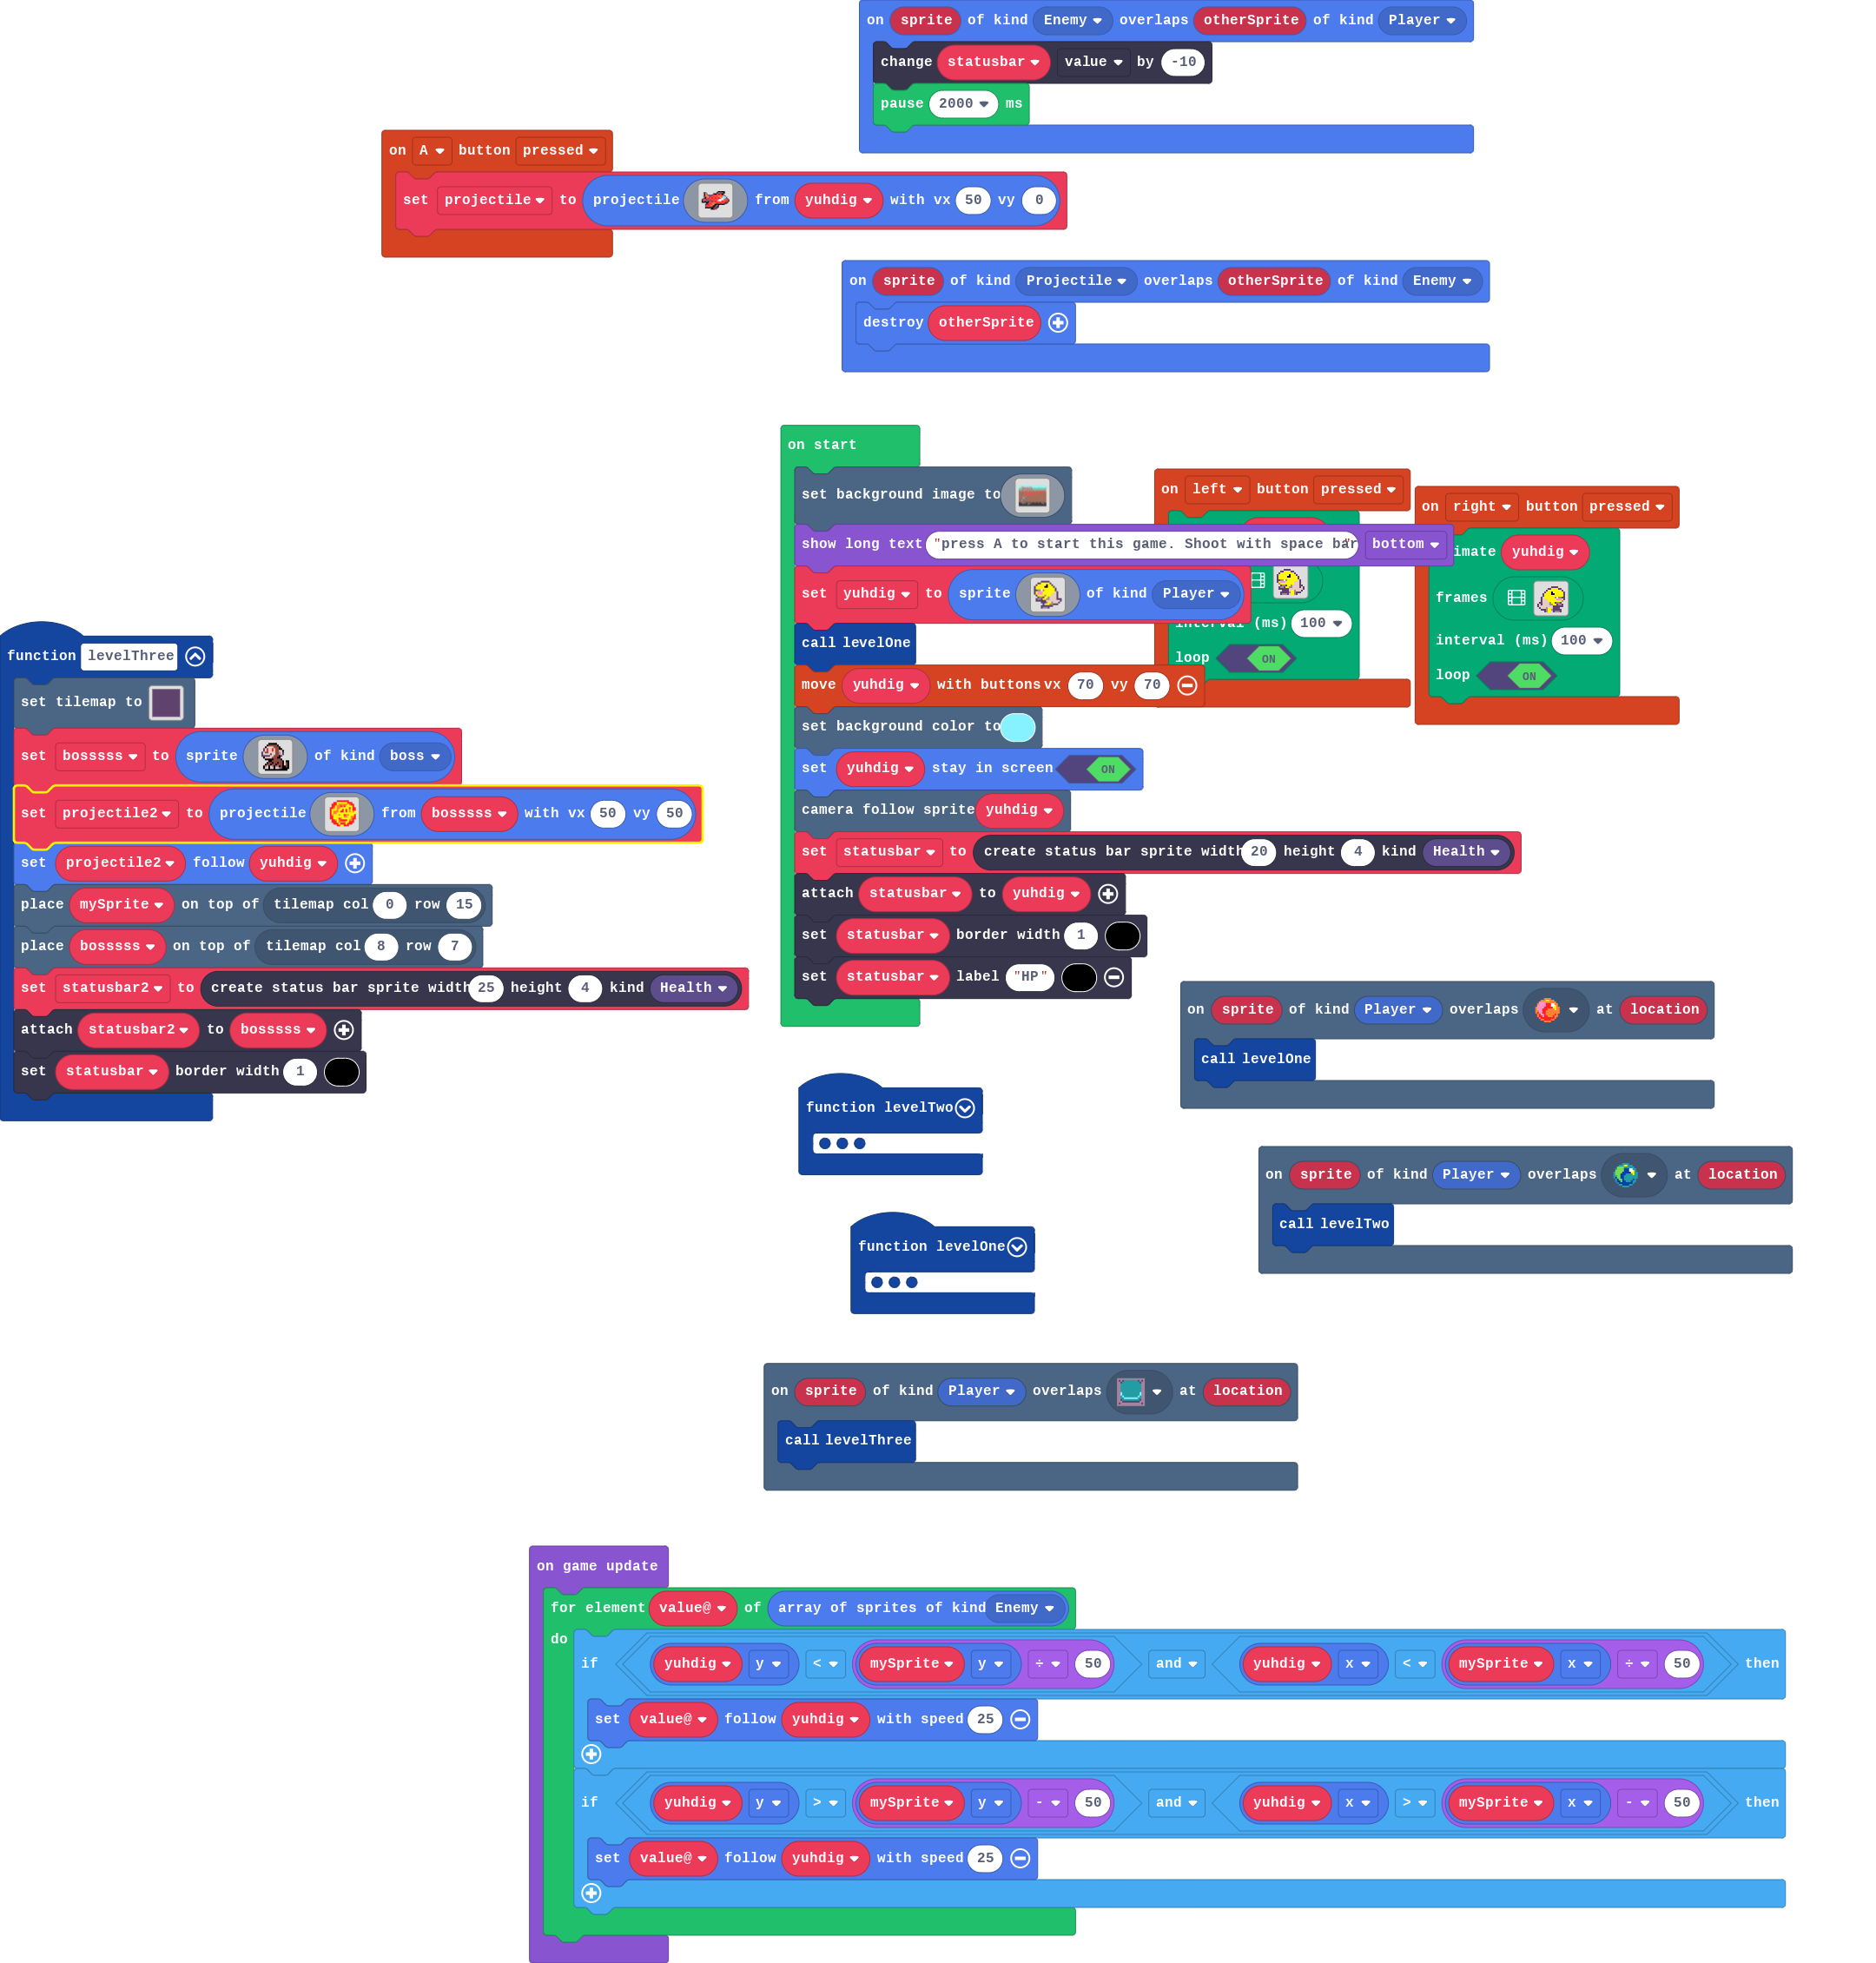 on sprite of kind Enemy overlaps otherSprite of kind Player
change statusbar value by -10
pause 2000 ms
on A button pressed
set projectile to projectile from yuhdig with vx 50 vy 0
on sprite of kind Projectile overlaps otherSprite of kind Enemy
destroy otherSprite
on start
set background image to
show long text "press A to start this game. Shoot with space bar" bottom
set yuhdig to sprite of kind Player
call levelOne
move yuhdig with buttons vx 70 vy 70
set background color to
set yuhdig stay in screen ON
camera follow sprite yuhdig
set statusbar to create status bar sprite width 20 height 4 kind Health
attach statusbar to yuhdig
set statusbar border width 1
set statusbar label "HP"
on left button pressed
interval (ms) 100
loop ON
on right button pressed
imate yuhdig
frames
interval (ms) 100
loop ON
function levelThree
set tilemap to
set bosssss to sprite of kind boss
set projectile2 to projectile from bosssss with vx 50 vy 50
set projectile2 follow yuhdig
place mySprite on top of tilemap col 0 row 15
place bosssss on top of tilemap col 8 row 7
set statusbar2 to create status bar sprite width 25 height 4 kind Health
attach statusbar2 to bosssss
set statusbar border width 1
on sprite of kind Player overlaps at location
call levelOne
function levelTwo
on sprite of kind Player overlaps at location
call levelTwo
function levelOne
on sprite of kind Player overlaps at location
call levelThree
on game update
for element value@ of array of sprites of kind Enemy
do
if yuhdig y < mySprite y ÷ 50 and yuhdig x < mySprite x ÷ 50 then
set value@ follow yuhdig with speed 25
if yuhdig y > mySprite y - 50 and yuhdig x > mySprite x - 50 then
set value@ follow yuhdig with speed 25